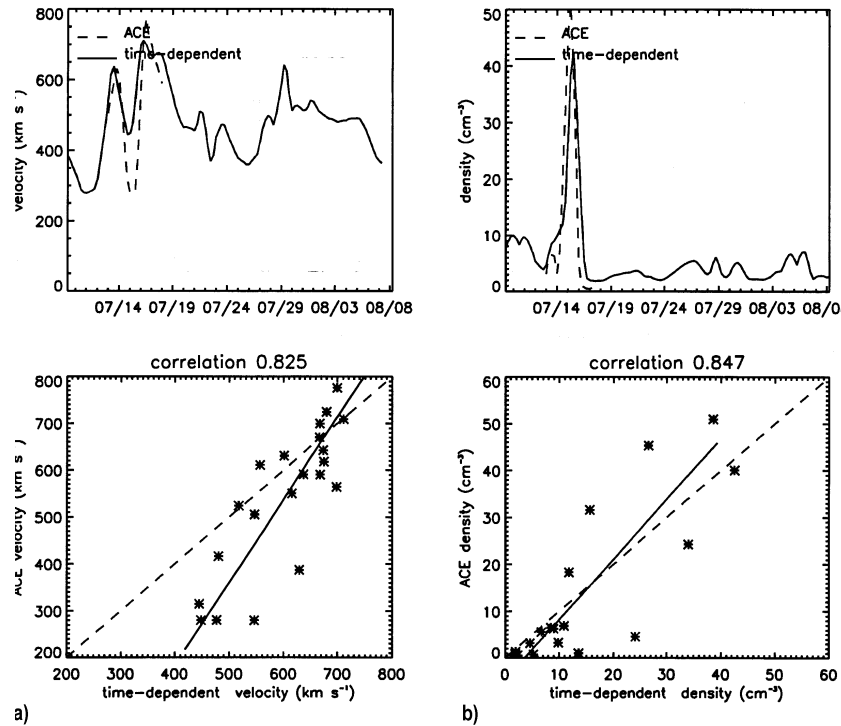 ACE
time-dependent
velocity (km s
800
600
400
200
0
07/14 07/19 07/24 07/29 08/03 08/08
ACE
time-dependent
density (cm⁻³)
50
40
30
20
10
0
07/14 07/19 07/24 07/29 08/03 08/0
correlation 0.825
ACE velocity (km s
800
700
600
500
400
300
200
200 300 400 500 600 700 800
time-dependent velocity (km s⁻¹)
a)
correlation 0.847
ACE density (cm⁻³)
60
50
40
30
20
10
0
0 10 20 30 40 50 60
time-dependent density (cm⁻³)
b)